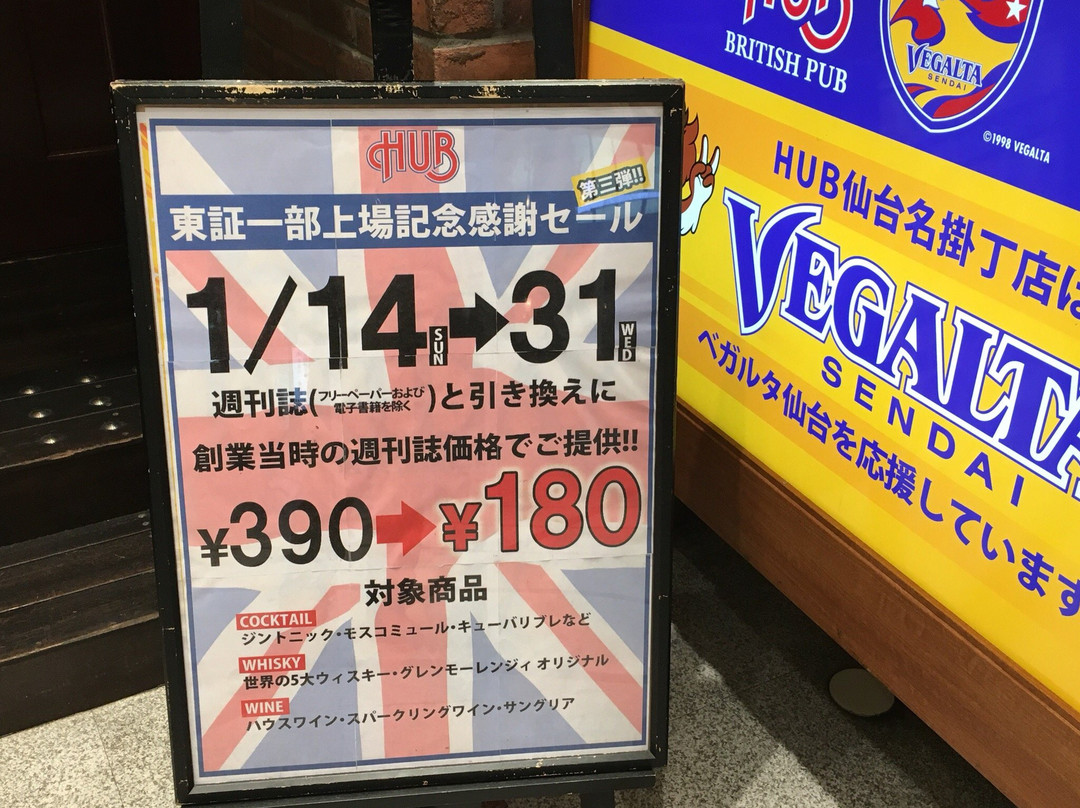 HUB
第三弾!!
東証一部上場記念感謝セール
1/14 SUN ➡ 31 WED
週刊誌(フリーペーパーおよび電子書籍を除く)と引き換えに
創業当時の週刊誌価格でご提供!!
¥390 ➡ ¥180
対象商品
COCKTAIL
ジントニック・モスコミュール・キューバリブレなど
WHISKY
世界の5大ウィスキー・グレンモーレンジィ オリジナル
WINE
ハウスワイン・スパークリングワイン・サングリア
HUB
BRITISH PUB
VEGALTA
SENDAI
©1998 VEGALTA
HUB仙台名掛丁店は
VEGALTA
SENDAI
ベガルタ仙台を応援しています